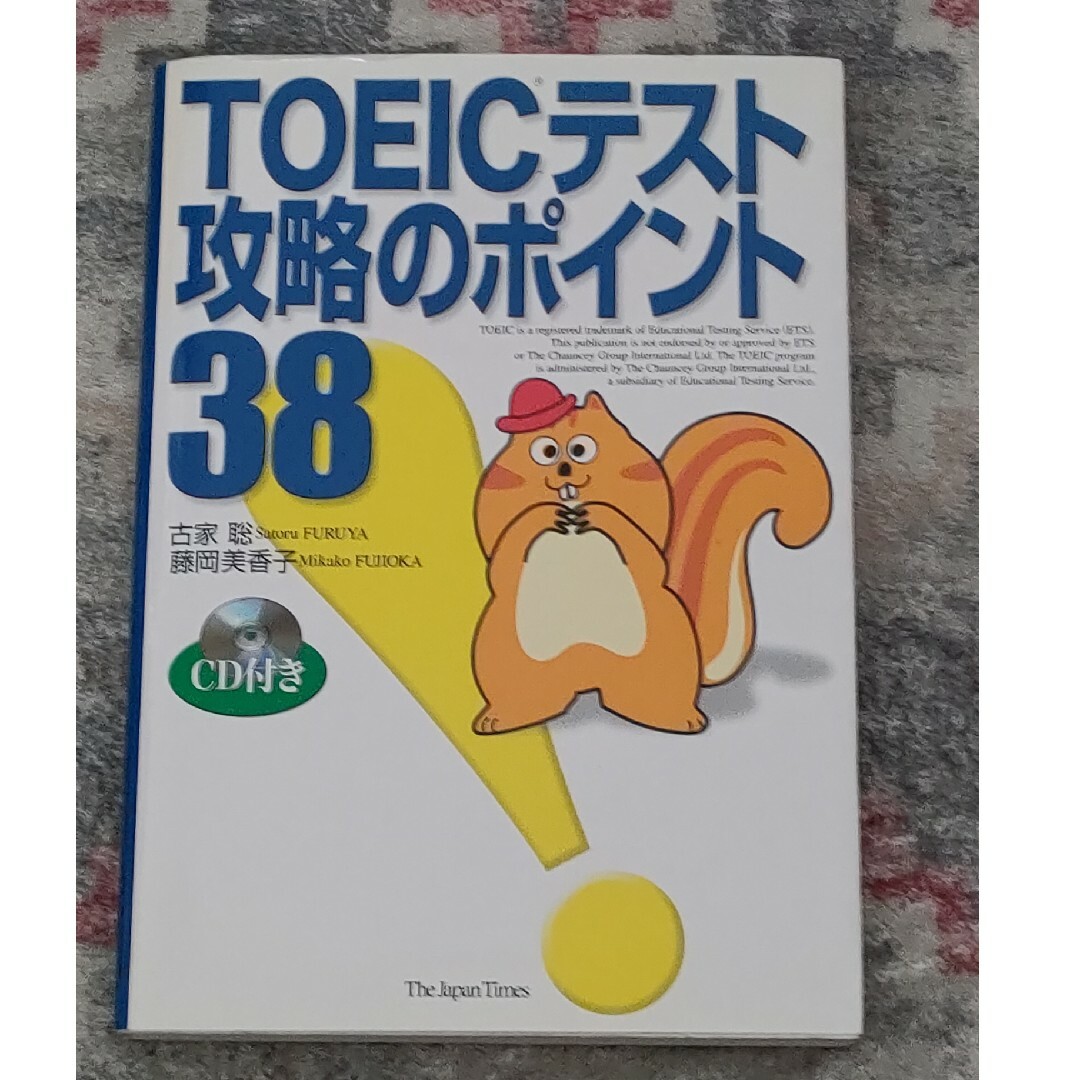 TOEIC®テスト
攻略のポイント
38
TOEIC is a registered trademark of Educational Testing Service (ETS).
This publication is not endorsed by or approved by ETS
or The Chauncey Group International Ltd. The TOEIC program
is administered by The Chauncey Group International Ltd.,
a subsidiary of Educational Testing Service.
古家 聡 Satoru FURUYA
藤岡美香子 Mikako FUJIOKA
CD付き
The Japan Times